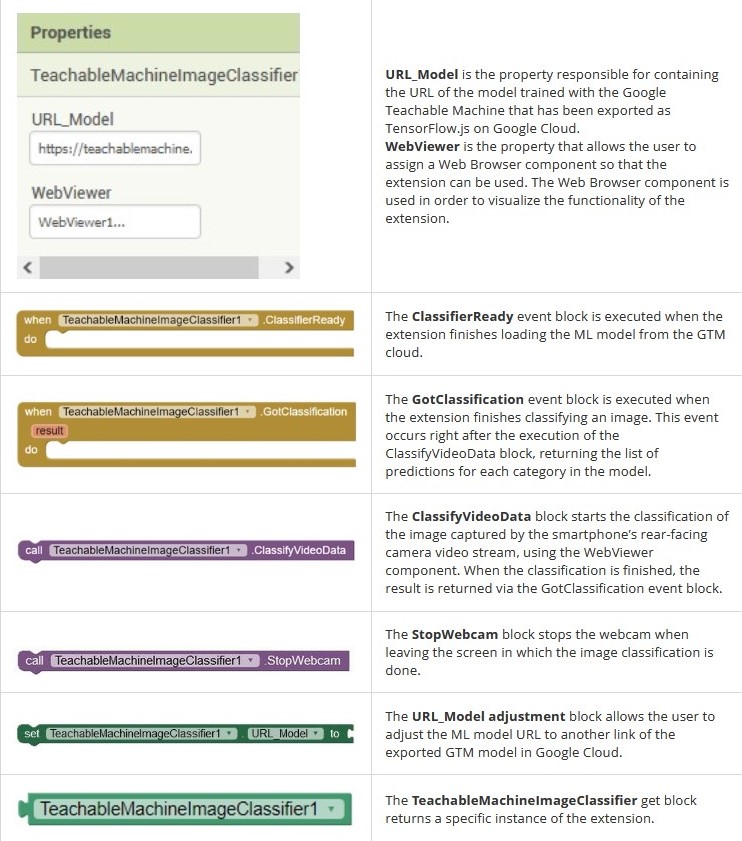 Properties
TeachableMachineImageClassifier
URL_Model
https://teachablemachine.
WebViewer
WebViewer1...
URL_Model is the property responsible for containing
the URL of the model trained with the Google
Teachable Machine that has been exported as
TensorFlow.js on Google Cloud.
WebViewer is the property that allows the user to
assign a Web Browser component so that the
extension can be used. The Web Browser component is
used in order to visualize the functionality of the
extension.
when TeachableMachineImageClassifier1 .ClassifierReady
do
The ClassifierReady event block is executed when the
extension finishes loading the ML model from the GTM
cloud.
when TeachableMachineImageClassifier1 .GotClassification
result
do
The GotClassification event block is executed when
the extension finishes classifying an image. This event
occurs right after the execution of the
ClassifyVideoData block, returning the list of
predictions for each category in the model.
call TeachableMachineImageClassifier1 .ClassifyVideoData
The ClassifyVideoData block starts the classification of
the image captured by the smartphone's rear-facing
camera video stream, using the WebViewer
component. When the classification is finished, the
result is returned via the GotClassification event block.
call TeachableMachineImageClassifier1 .StopWebcam
The StopWebcam block stops the webcam when
leaving the screen in which the image classification is
done.
set TeachableMachineImageClassifier1 . URL_Model to
The URL_Model adjustment block allows the user to
adjust the ML model URL to another link of the
exported GTM model in Google Cloud.
TeachableMachineImageClassifier1
The TeachableMachineImageClassifier get block
returns a specific instance of the extension.